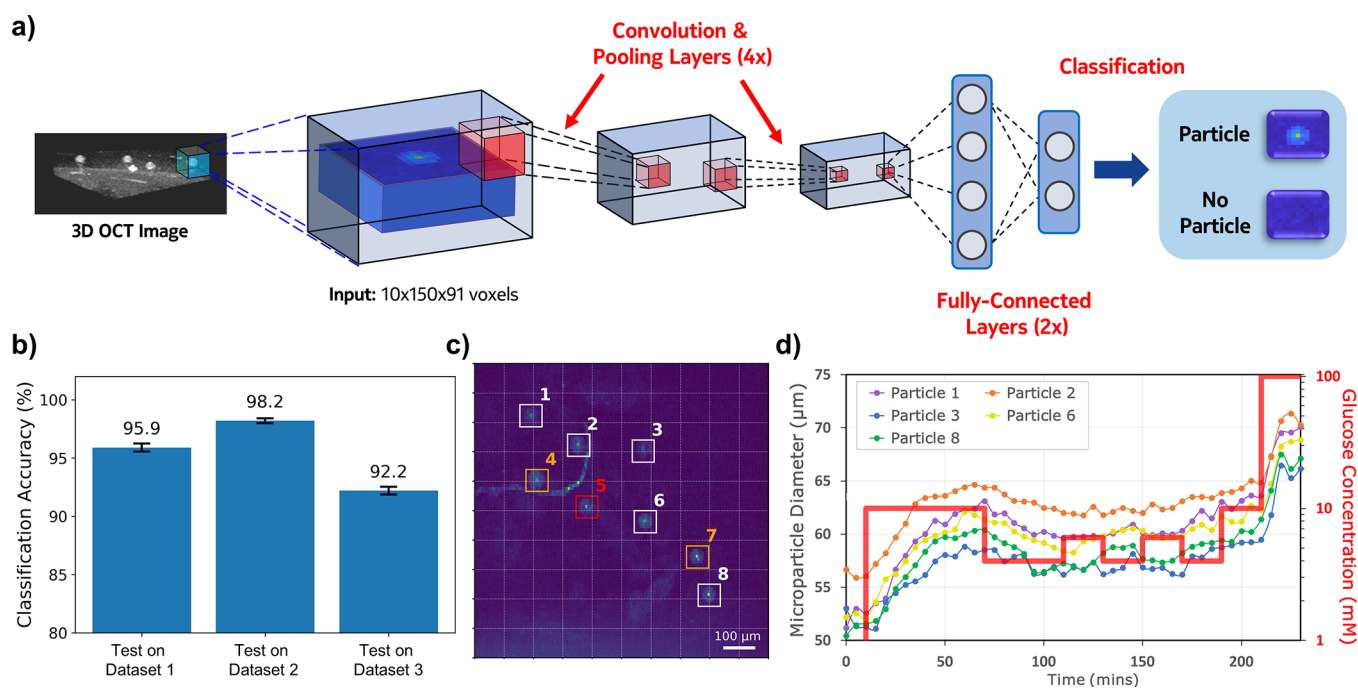 a)
Convolution &
Pooling Layers (4x)
Classification
Particle
No
Particle
3D OCT Image
Input: 10x150x91 voxels
Fully-Connected
Layers (2x)
b)
Classification Accuracy (%)
100
95
90
85
80
95.9
98.2
92.2
Test on
Dataset 1
Test on
Dataset 2
Test on
Dataset 3
c)
1
2
3
4
5
6
7
8
100 μm
d)
Microparticle Diameter (μm)
75
70
65
60
55
50
Particle 1
Particle 2
Particle 3
Particle 6
Particle 8
0
50
100
150
200
Time (mins)
100
10
1
Glucose Concentration (mM)